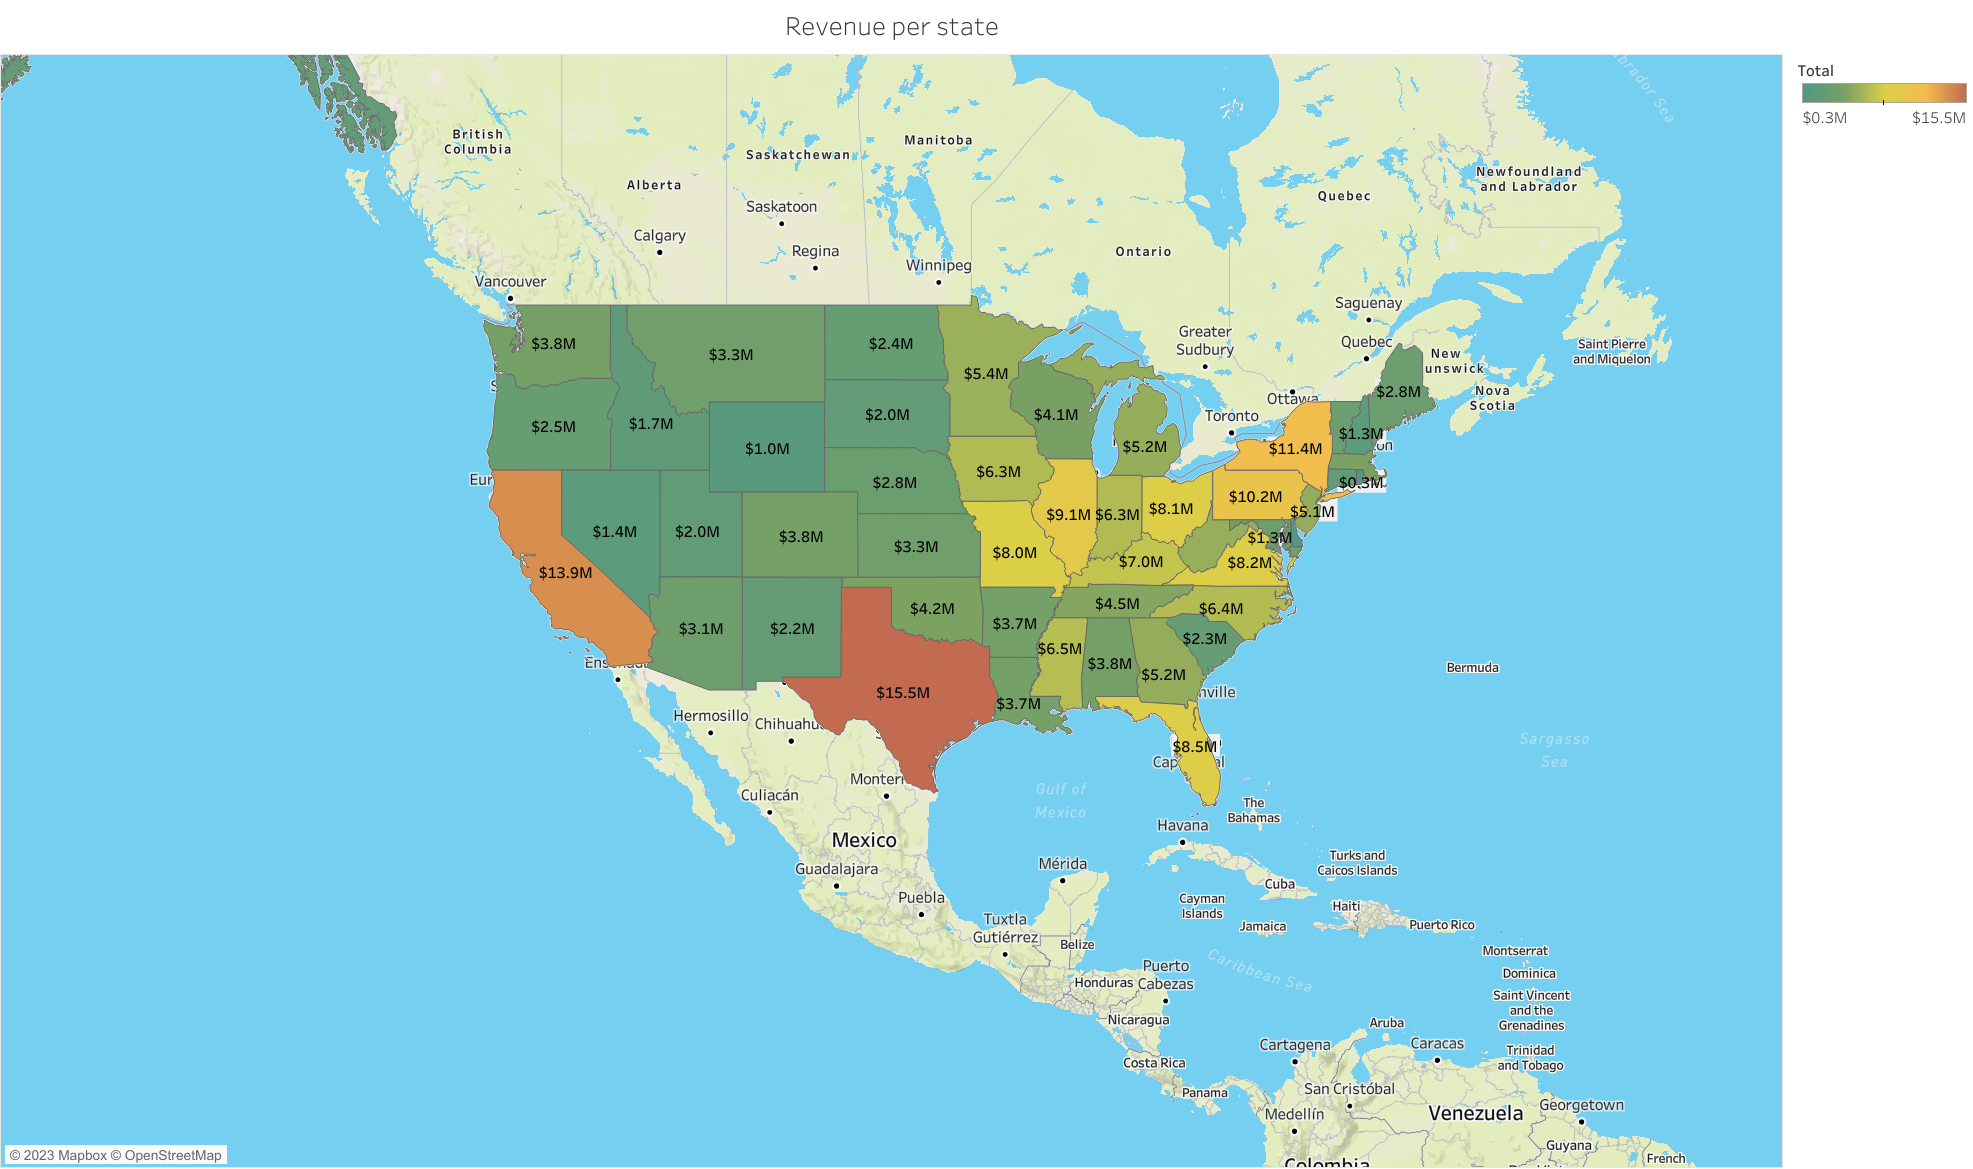 Revenue per state
Total
$0.3M
$15.5M
British
Columbia
Alberta
Saskatchewan
Manitoba
Ontario
Quebec
Newfoundland
and Labrador
Saskatoon
Calgary
Regina
Winnipeg
Vancouver
Saguenay
Quebec
Greater
Sudbury
New
unswick
Saint Pierre
and Miquelon
Nova
Scotia
Ottawa
Toronto
$3.8M
$3.3M
$2.4M
$5.4M
$2.8M
$2.5M
$1.7M
$2.0M
$4.1M
$5.2M
$1.3M
on
$1.0M
$11.4M
Eur
$6.3M
$2.8M
$0.3M
$10.2M
$9.1M
$6.3M
$8.1M
$5.1M
$1.4M
$2.0M
$3.8M
$3.3M
$8.0M
$1.3M
$7.0M
$8.2M
$13.9M
$4.2M
$4.5M
$6.4M
$3.1M
$2.2M
$3.7M
$2.3M
$6.5M
$3.8M
$5.2M
$15.5M
$3.7M
nville
$8.5M
Bermuda
Sargasso
Sea
Hermosillo
Chihuahu
Monterr
Culiacán
Gulf of
Mexico
The
Bahamas
Havana
Mexico
Guadalajara
Mérida
Turks and
Caicos Islands
Cuba
Puebla
Cayman
Islands
Haiti
Jamaica
Puerto Rico
Tuxtla
Gutiérrez
Belize
Montserrat
Dominica
Caribbean Sea
Puerto
Cabezas
Honduras
Saint Vincent
and the
Grenadines
Nicaragua
Aruba
Cartagena
Caracas
Trinidad
and Tobago
Costa Rica
San Cristóbal
Panama
Medellín
Venezuela
Georgetown
Guyana
French
Colombia
© 2023 Mapbox © OpenStreetMap